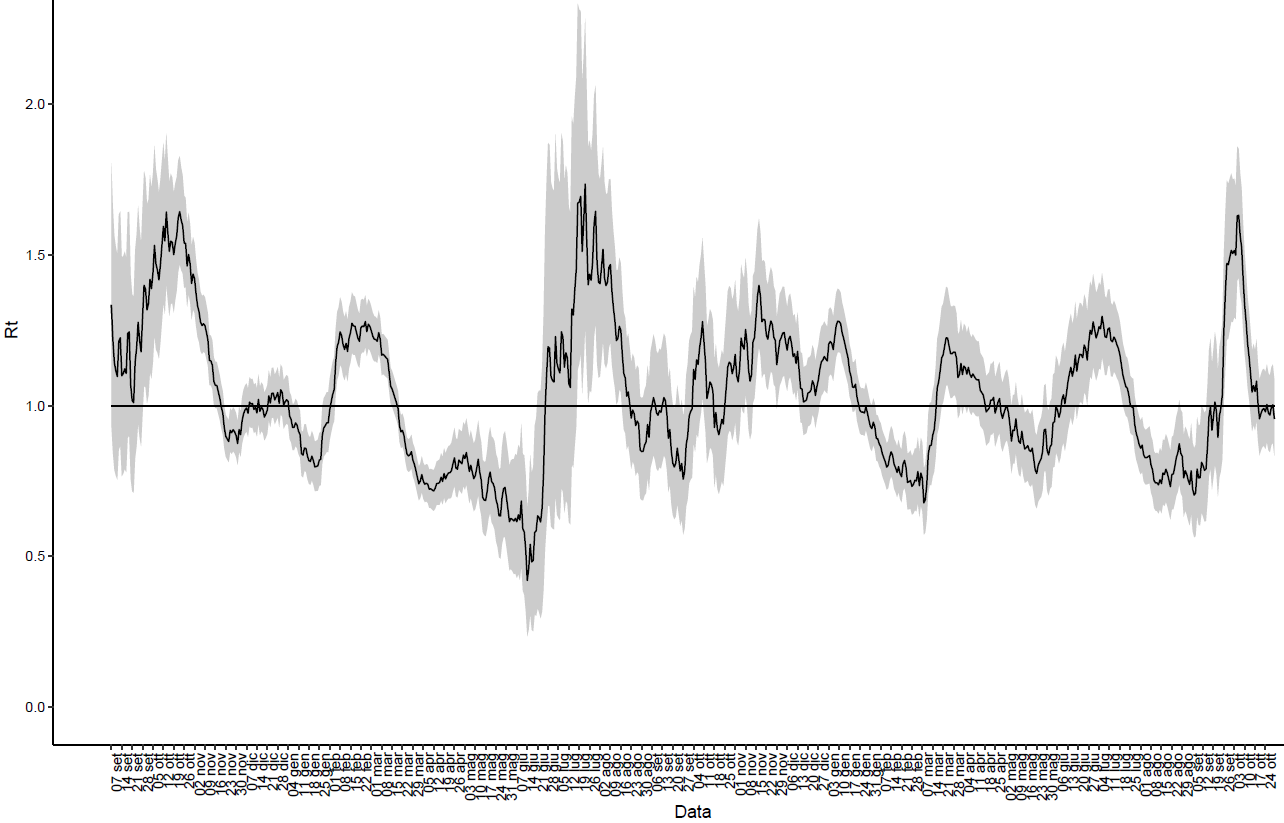 2.0
1.5
1.0
0.5
0.0
Rt
07 set
14 set
21 set
28 set
05 ott
12 ott
19 ott
26 ott
02 nov
09 nov
16 nov
23 nov
30 nov
07 dic
14 dic
21 dic
28 dic
04 gen
11 gen
18 gen
25 gen
01 feb
08 feb
15 feb
22 feb
01 mar
08 mar
15 mar
22 mar
29 mar
05 apr
12 apr
19 apr
26 apr
03 mag
10 mag
17 mag
24 mag
31 mag
07 giu
14 giu
21 giu
28 giu
05 lug
12 lug
19 lug
26 lug
02 ago
09 ago
16 ago
23 ago
30 ago
06 set
13 set
20 set
27 set
04 ott
11 ott
18 ott
25 ott
01 nov
08 nov
15 nov
22 nov
29 nov
06 dic
13 dic
20 dic
27 dic
03 gen
10 gen
17 gen
24 gen
31 gen
07 feb
14 feb
21 feb
28 feb
07 mar
14 mar
21 mar
28 mar
04 apr
11 apr
18 apr
25 apr
02 mag
09 mag
16 mag
23 mag
30 mag
06 giu
13 giu
20 giu
27 giu
04 lug
11 lug
18 lug
25 lug
01 ago
08 ago
15 ago
22 ago
29 ago
05 set
12 set
19 set
26 set
03 ott
10 ott
17 ott
24 ott
Data